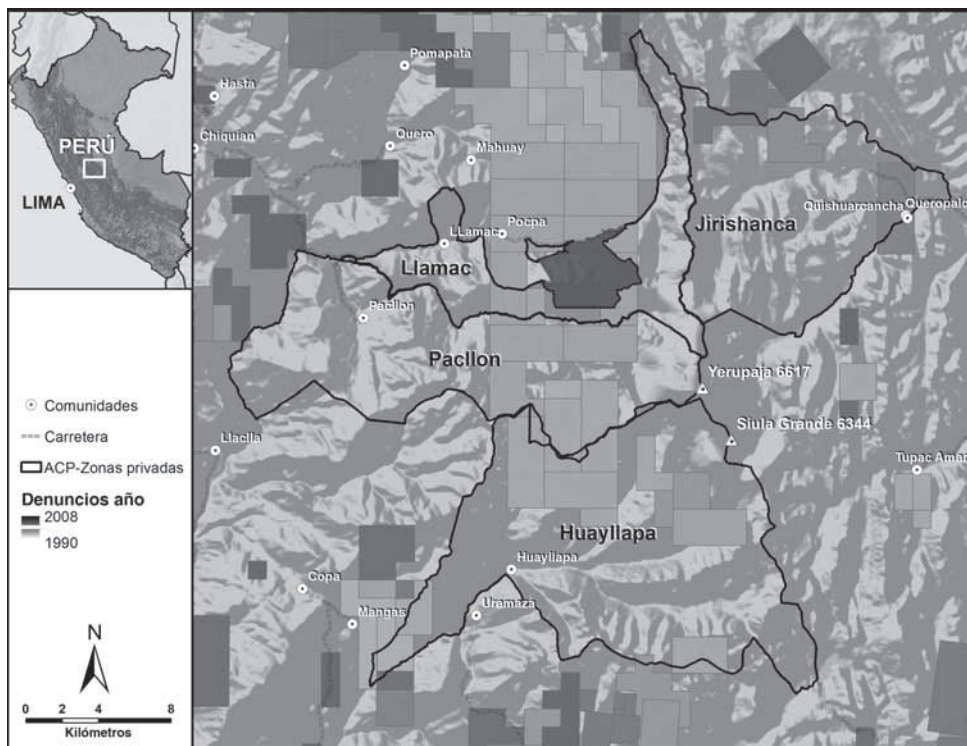 PERÚ
LIMA
Comunidades
Carretera
ACP-Zonas privadas
Denuncios año
2008
1990
N
0 2 4 8
Kilómetros
Pomapata
Hasta
Chiquian
Quero
Mahuay
Pocpa
LLamac
Llamac
Jirishanca
Quishuarcancha
Queropalc
Pacllon
Pacllon
Yerupaja 6617
Siula Grande 6344
Llaclla
Tupac Amar
Huayllapa
Huayllapa
Copa
Mangas
Uramaza